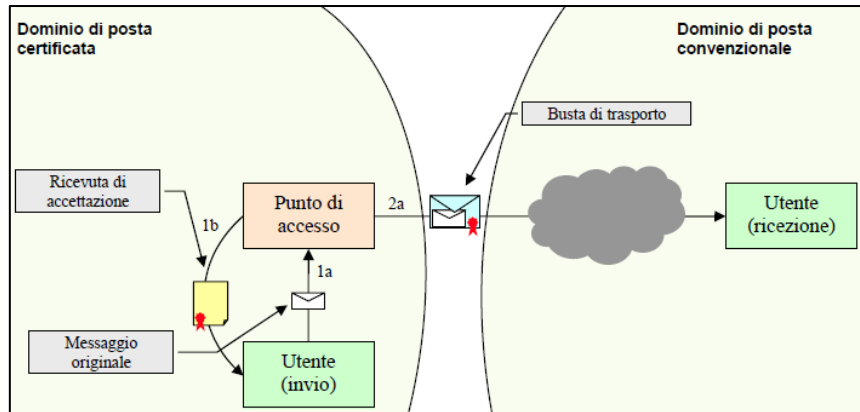 Dominio di posta
certificata
Dominio di posta
convenzionale
Busta di trasporto
Ricevuta di
accettazione
1b
Punto di
accesso
2a
Utente
(ricezione)
1a
Messaggio
originale
Utente
(invio)